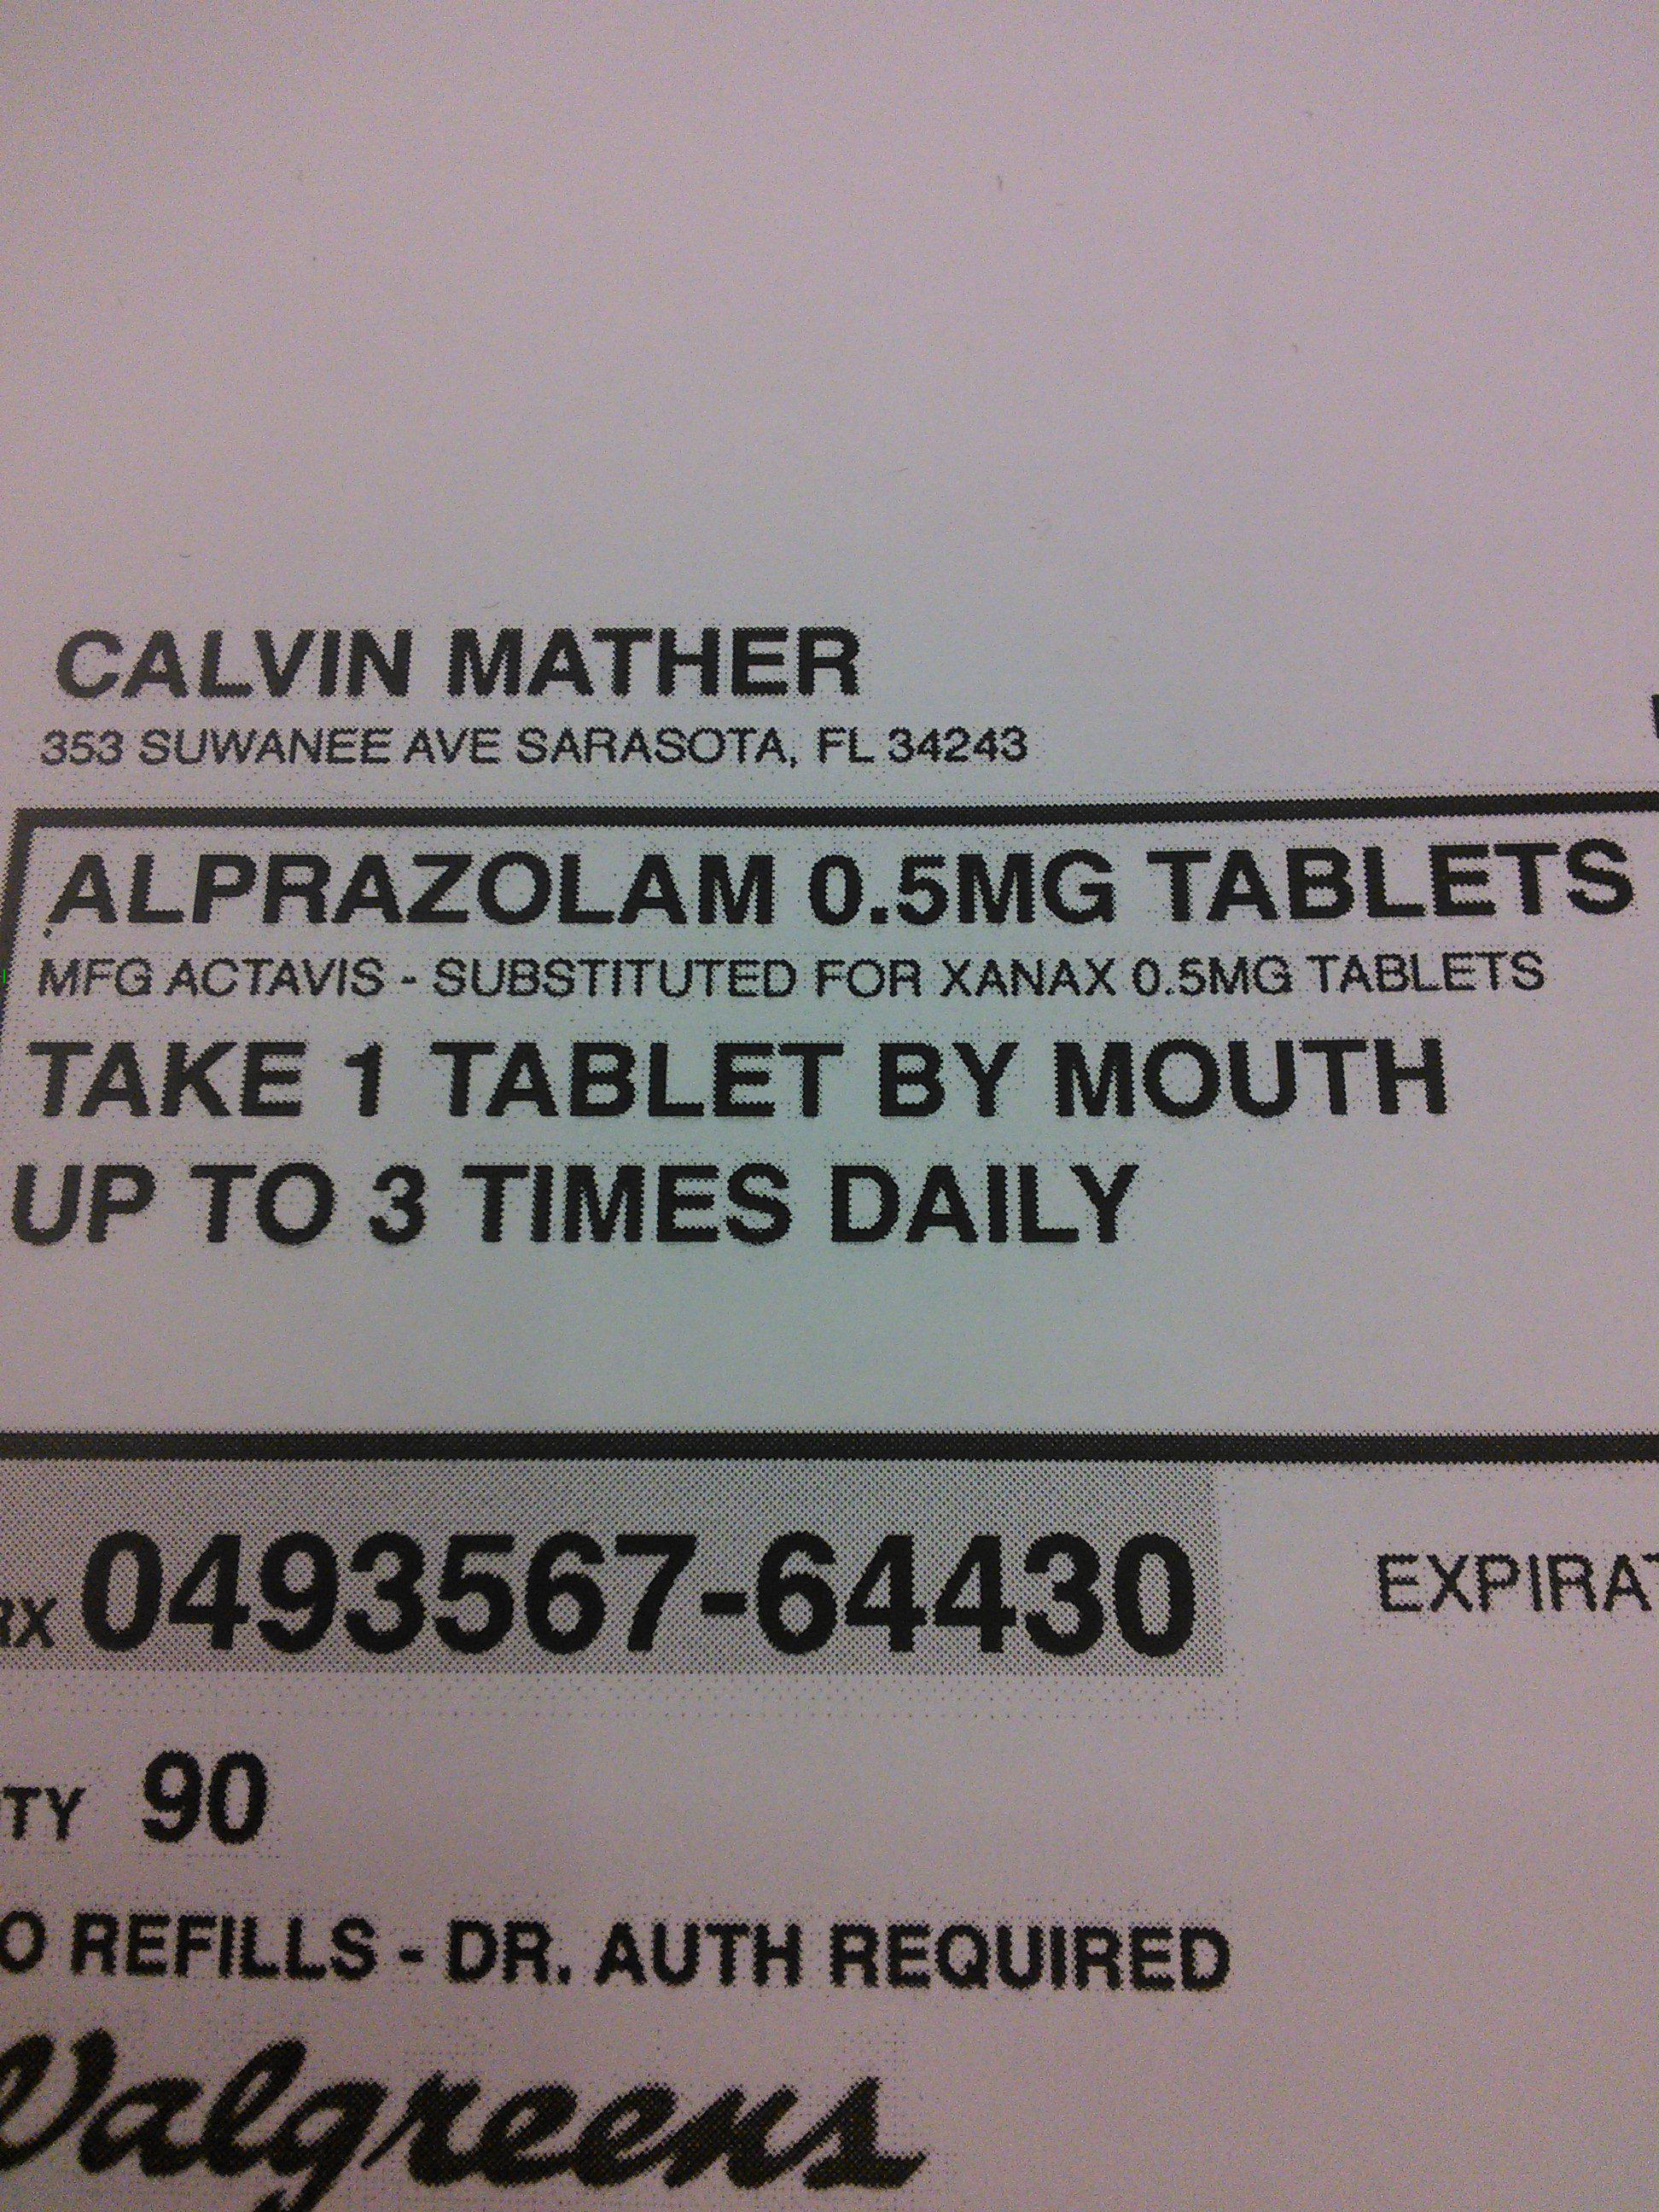 CALVIN MATHER
353 SUWANEE AVE SARASOTA, FL 34243
ALPRAZOLAM 0.5MG TABLETS
MFG ACTAVIS - SUBSTITUTED FOR XANAX 0.5MG TABLETS
TAKE 1 TABLET BY MOUTH
UP TO 3 TIMES DAILY
RX 0493567-64430 EXPIRAT
TY 90
O REFILLS - DR. AUTH REQUIRED
Walgreens